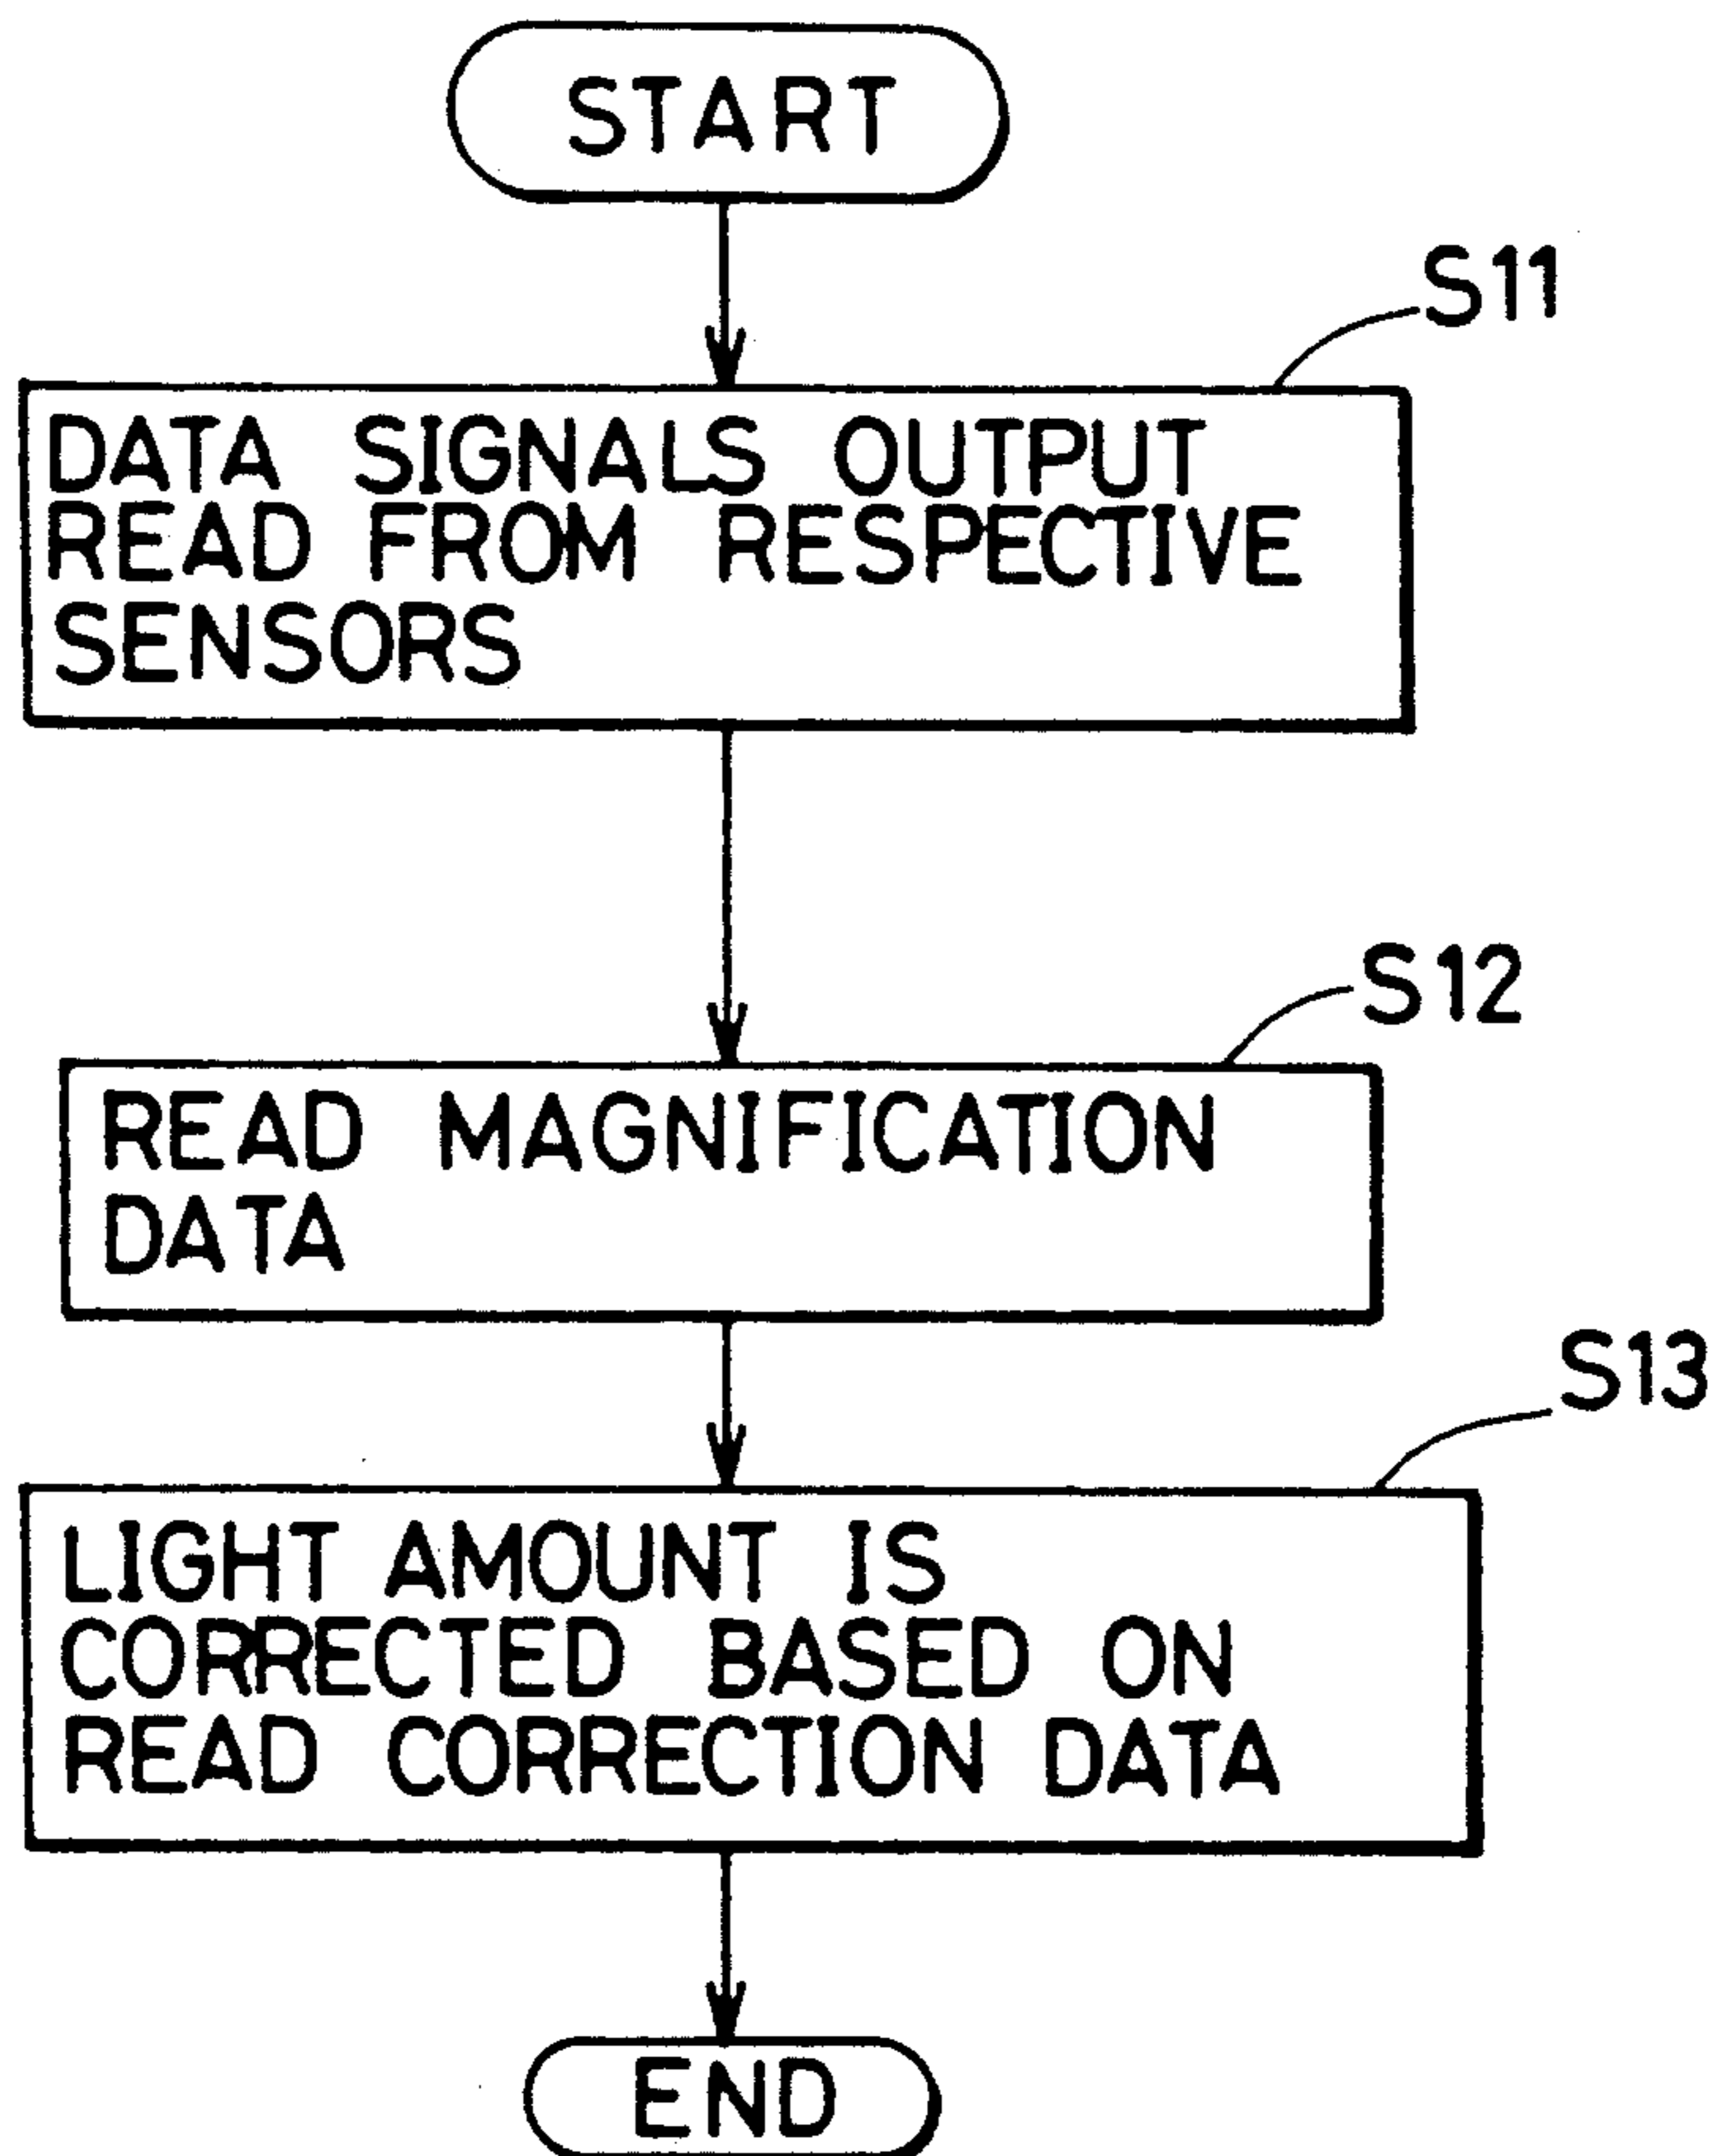 START
S11
DATA SIGNALS OUTPUT
READ FROM RESPECTIVE
SENSORS
S12
READ MAGNIFICATION
DATA
S13
LIGHT AMOUNT IS
CORRECTED BASED ON
READ CORRECTION DATA
END